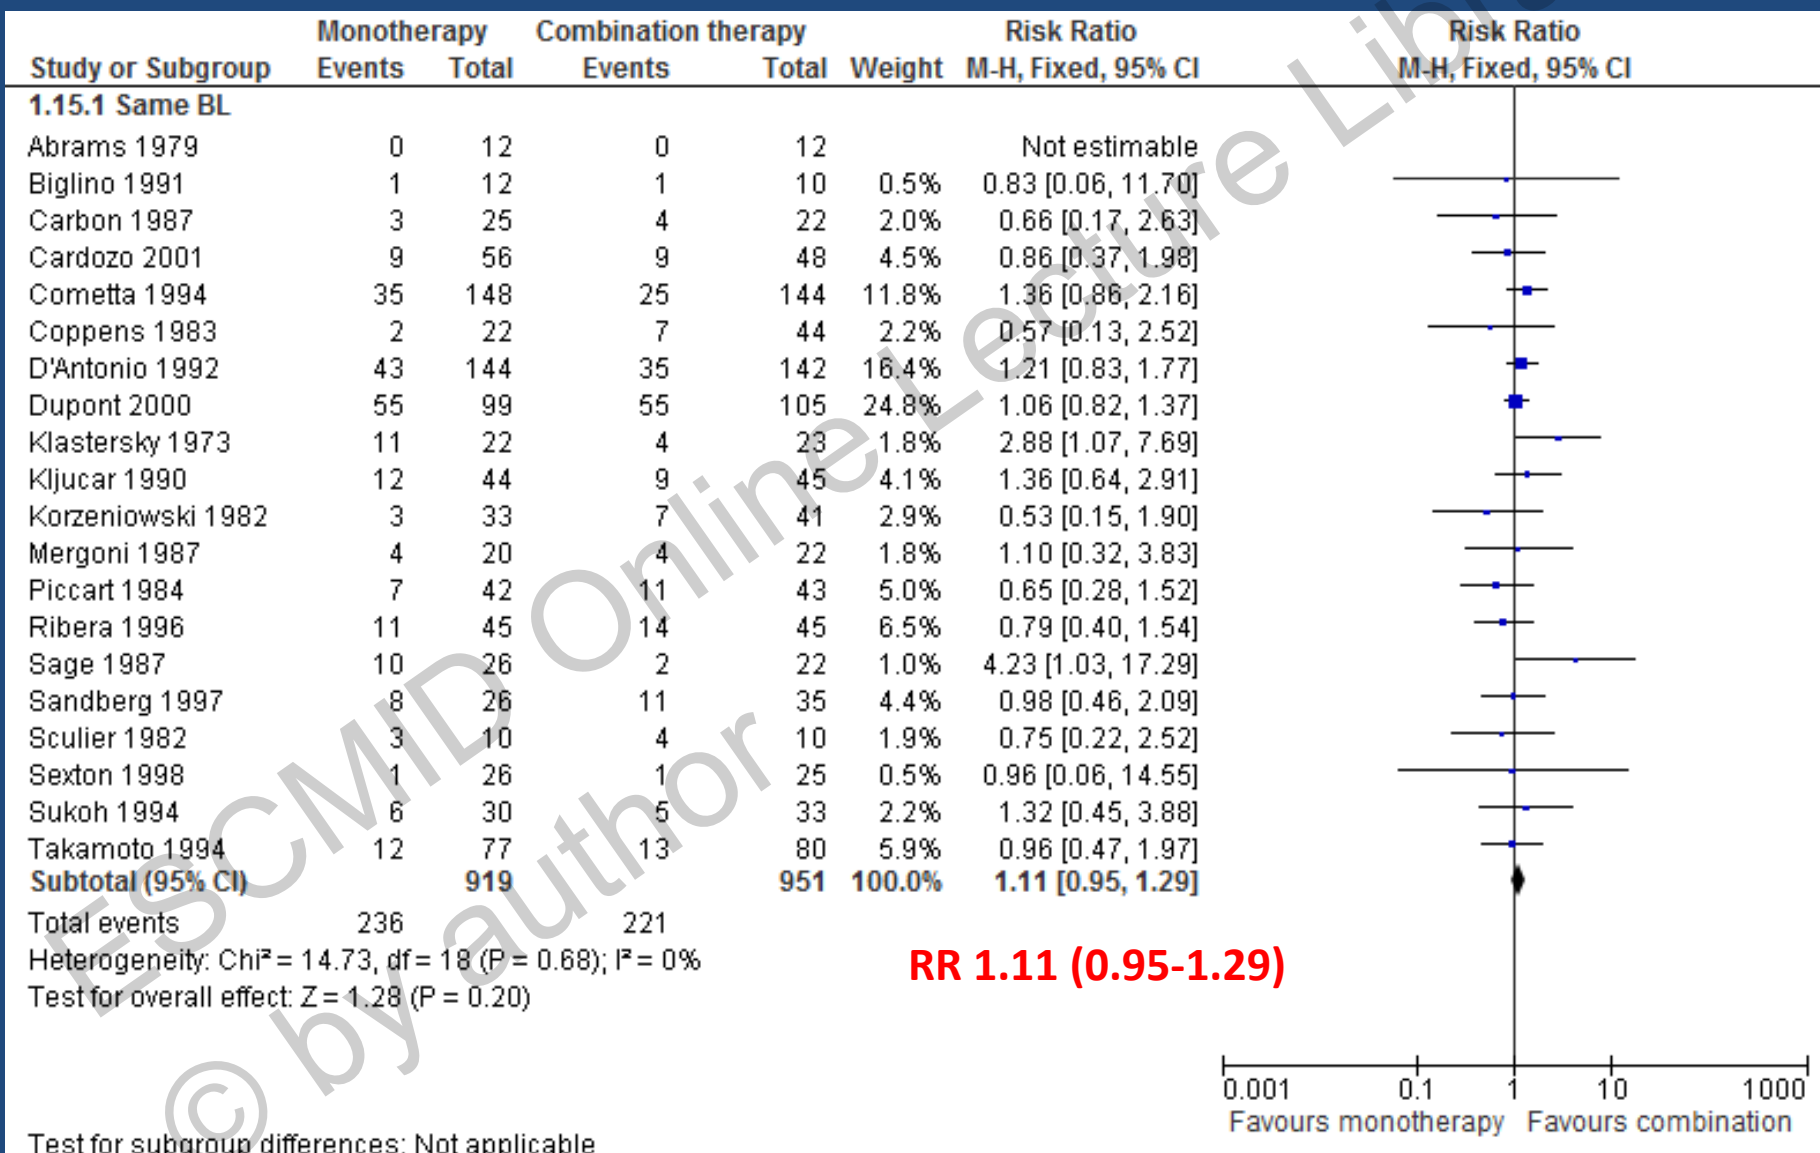 Monotherapy Combination therapy Risk Ratio Risk Ratio
Study or Subgroup Events Total Events Total Weight M-H, Fixed, 95% CI M-H, Fixed, 95% CI
1.15.1 Same BL
Abrams 1979 0 12 0 12 Not estimable
Biglino 1991 1 12 1 10 0.5% 0.83 [0.06, 11.70]
Carbon 1987 3 25 4 22 2.0% 0.66 [0.17, 2.63]
Cardozo 2001 9 56 9 48 4.5% 0.86 [0.37, 1.98]
Cometta 1994 35 148 25 144 11.8% 1.36 [0.86, 2.16]
Coppens 1983 2 22 7 44 2.2% 0.57 [0.13, 2.52]
D'Antonio 1992 43 144 35 142 16.4% 1.21 [0.83, 1.77]
Dupont 2000 55 99 55 105 24.8% 1.06 [0.82, 1.37]
Klastersky 1973 11 22 4 23 1.8% 2.88 [1.07, 7.69]
Kljucar 1990 12 44 9 45 4.1% 1.36 [0.64, 2.91]
Korzeniowski 1982 3 33 7 41 2.9% 0.53 [0.15, 1.90]
Mergoni 1987 4 20 4 22 1.8% 1.10 [0.32, 3.83]
Piccart 1984 7 42 11 43 5.0% 0.65 [0.28, 1.52]
Ribera 1996 11 45 14 45 6.5% 0.79 [0.40, 1.54]
Sage 1987 10 26 2 22 1.0% 4.23 [1.03, 17.29]
Sandberg 1997 8 26 11 35 4.4% 0.98 [0.46, 2.09]
Sculier 1982 3 10 4 10 1.9% 0.75 [0.22, 2.52]
Sexton 1998 1 26 1 25 0.5% 0.96 [0.06, 14.55]
Sukoh 1994 6 30 5 33 2.2% 1.32 [0.45, 3.88]
Takamoto 1994 12 77 13 80 5.9% 0.96 [0.47, 1.97]
Subtotal (95% CI) 919 951 100.0% 1.11 [0.95, 1.29]
Total events 236 221
Heterogeneity: Chi² = 14.73, df = 18 (P = 0.68); I² = 0%
Test for overall effect: Z = 1.28 (P = 0.20)
RR 1.11 (0.95-1.29)
0.001 0.1 1 10 1000
Favours monotherapy Favours combination
Test for subgroup differences: Not applicable
ESCMID Online Lecture Libr
© by author